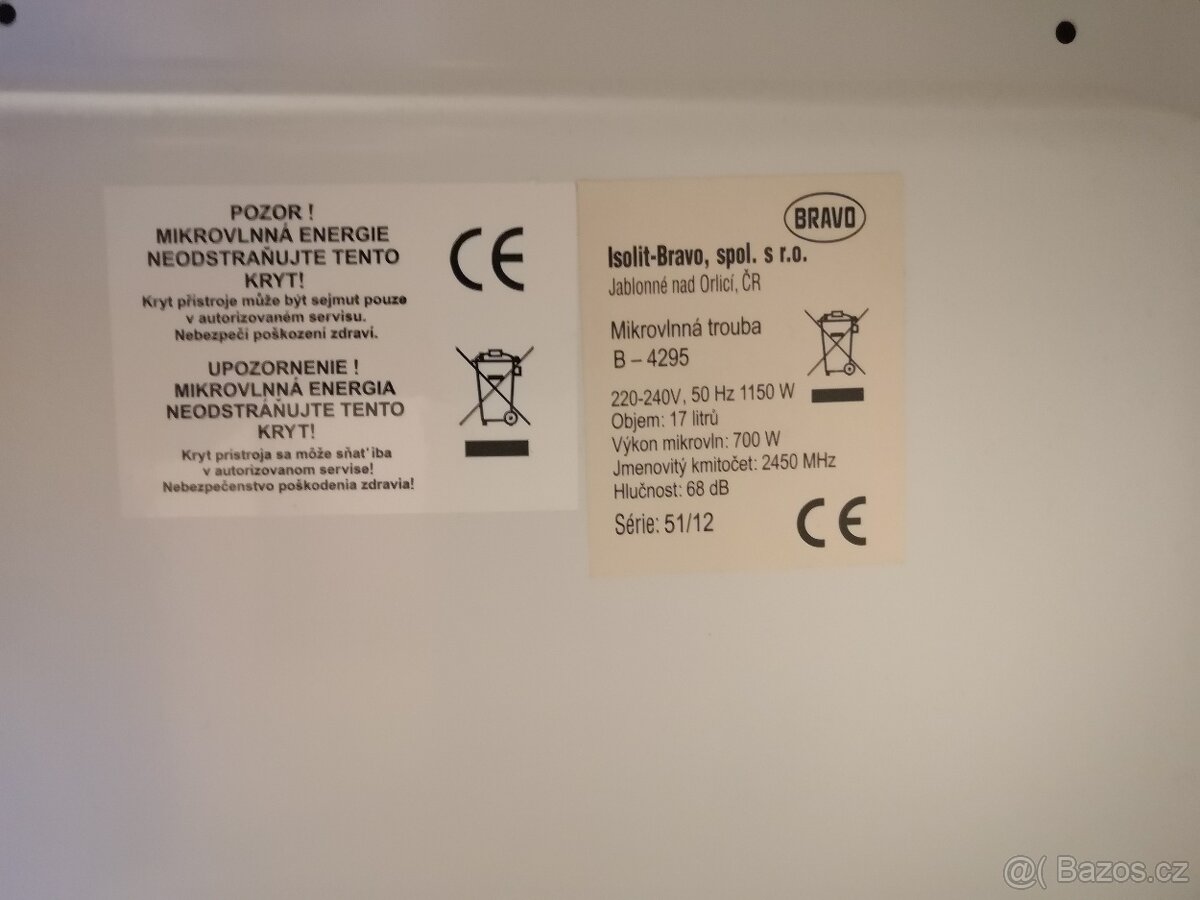 POZOR !
MIKROVLNNÁ ENERGIE
NEODSTRAŇUJTE TENTO
KRYT!
Kryt přístroje může být sejmut pouze
v autorizovaném servisu.
Nebezpečí poškození zdraví.
UPOZORNENIE !
MIKROVLNNÁ ENERGIA
NEODSTRÁŇUJTE TENTO
KRYT!
Kryt pristroja sa môže sňať iba
v autorizovanom servise!
Nebezpečenstvo poškodenia zdravia!
CE
BRAVO
Isolit-Bravo, spol. s r.o.
Jablonné nad Orlicí, ČR
Mikrovlnná trouba
B – 4295
220-240V, 50 Hz 1150 W
Objem: 17 litrů
Výkon mikrovln: 700 W
Jmenovitý kmitočet: 2450 MHz
Hlučnost: 68 dB
Série: 51/12
CE
@( Bazos.cz